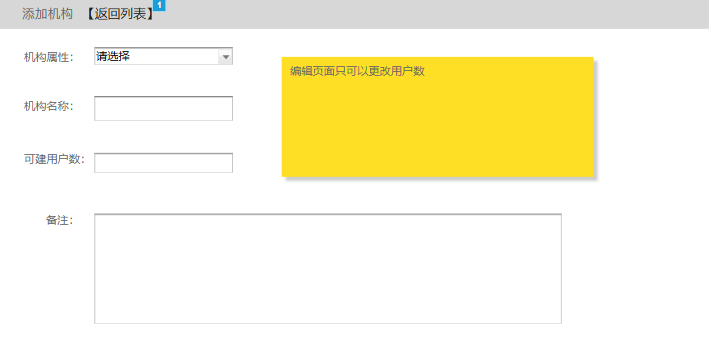 添加机构 【返回列表】 1
机构属性： 请选择
编辑页面只可以更改用户数
机构名称：
可建用户数：
备注：